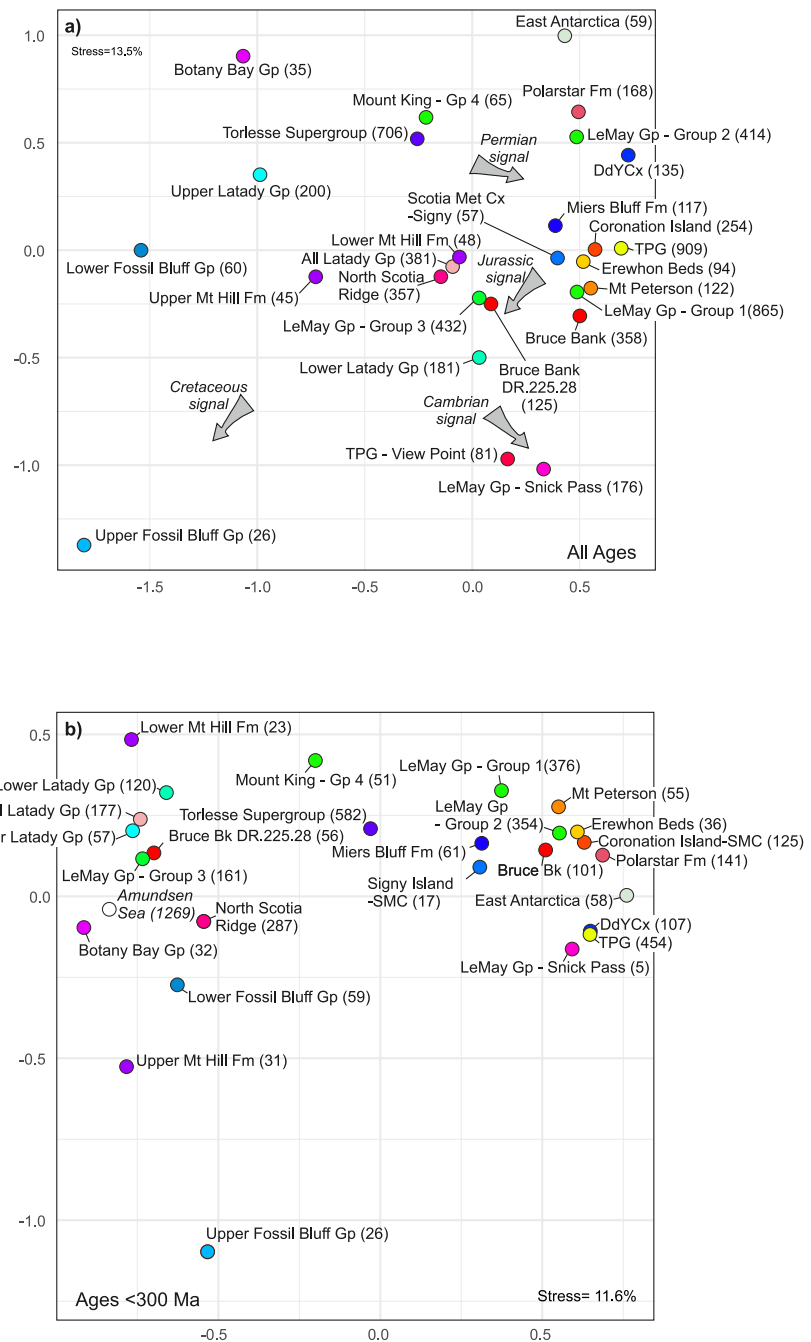 a)
East Antarctica (59)
Stress=13.5%
Botany Bay Gp (35)
Polarstar Fm (168)
Mount King - Gp 4 (65)
Torlesse Supergroup (706)
LeMay Gp - Group 2 (414)
Permian
signal
DdYCx (135)
Upper Latady Gp (200)
Scotia Met Cx
-Signy (57)
Miers Bluff Fm (117)
Coronation Island (254)
Lower Mt Hill Fm (48)
TPG (909)
All Latady Gp (381)
Jurassic
signal
Lower Fossil Bluff Gp (60)
Erewhon Beds (94)
North Scotia
Ridge (357)
Upper Mt Hill Fm (45)
Mt Peterson (122)
LeMay Gp - Group 1(865)
LeMay Gp - Group 3 (432)
Bruce Bank (358)
Lower Latady Gp (181)
Bruce Bank
DR.225.28
(125)
Cretaceous
signal
Cambrian
signal
TPG - View Point (81)
LeMay Gp - Snick Pass (176)
Upper Fossil Bluff Gp (26)
All Ages
1.0
0.5
0.0
-0.5
-1.0
-1.5
-1.0
-0.5
0.0
0.5
b)
Lower Mt Hill Fm (23)
Mount King - Gp 4 (51)
LeMay Gp - Group 1(376)
ower Latady Gp (120)
Mt Peterson (55)
Latady Gp (177)
Torlesse Supergroup (582)
LeMay Gp
- Group 2 (354)
Erewhon Beds (36)
r Latady Gp (57)
Bruce Bk DR.225.28 (56)
Coronation Island-SMC (125)
Miers Bluff Fm (61)
Polarstar Fm (141)
LeMay Gp - Group 3 (161)
Bruce Bk (101)
Signy Island
-SMC (17)
Amundsen
Sea (1269)
East Antarctica (58)
North Scotia
Ridge (287)
DdYCx (107)
TPG (454)
Botany Bay Gp (32)
LeMay Gp - Snick Pass (5)
Lower Fossil Bluff Gp (59)
Upper Mt Hill Fm (31)
Upper Fossil Bluff Gp (26)
Ages <300 Ma
Stress= 11.6%
0.5
0.0
-0.5
-1.0
-0.5
0.0
0.5